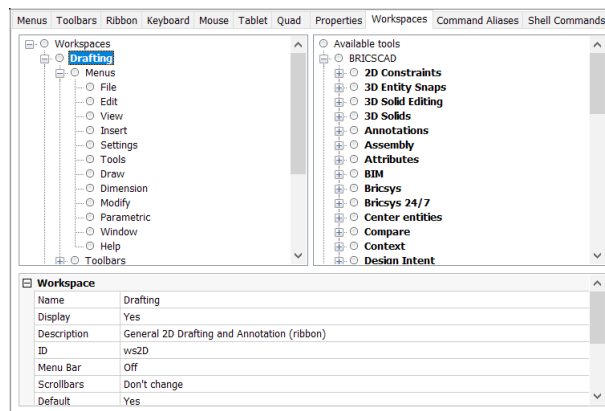 Menus Toolbars Ribbon Keyboard Mouse Tablet Quad Properties Workspaces Command Aliases Shell Commands
Workspaces
Drafting
Menus
File
Edit
View
Insert
Settings
Tools
Draw
Dimension
Modify
Parametric
Window
Help
Toolbars
Available tools
BRICSCAD
2D Constraints
3D Entity Snaps
3D Solid Editing
3D Solids
Annotations
Assembly
Attributes
BIM
Bricsys
Bricsys 24/7
Center entities
Compare
Context
Design Intent
Workspace
Name Drafting
Display Yes
Description General 2D Drafting and Annotation (ribbon)
ID ws2D
Menu Bar Off
Scrollbars Don't change
Default Yes